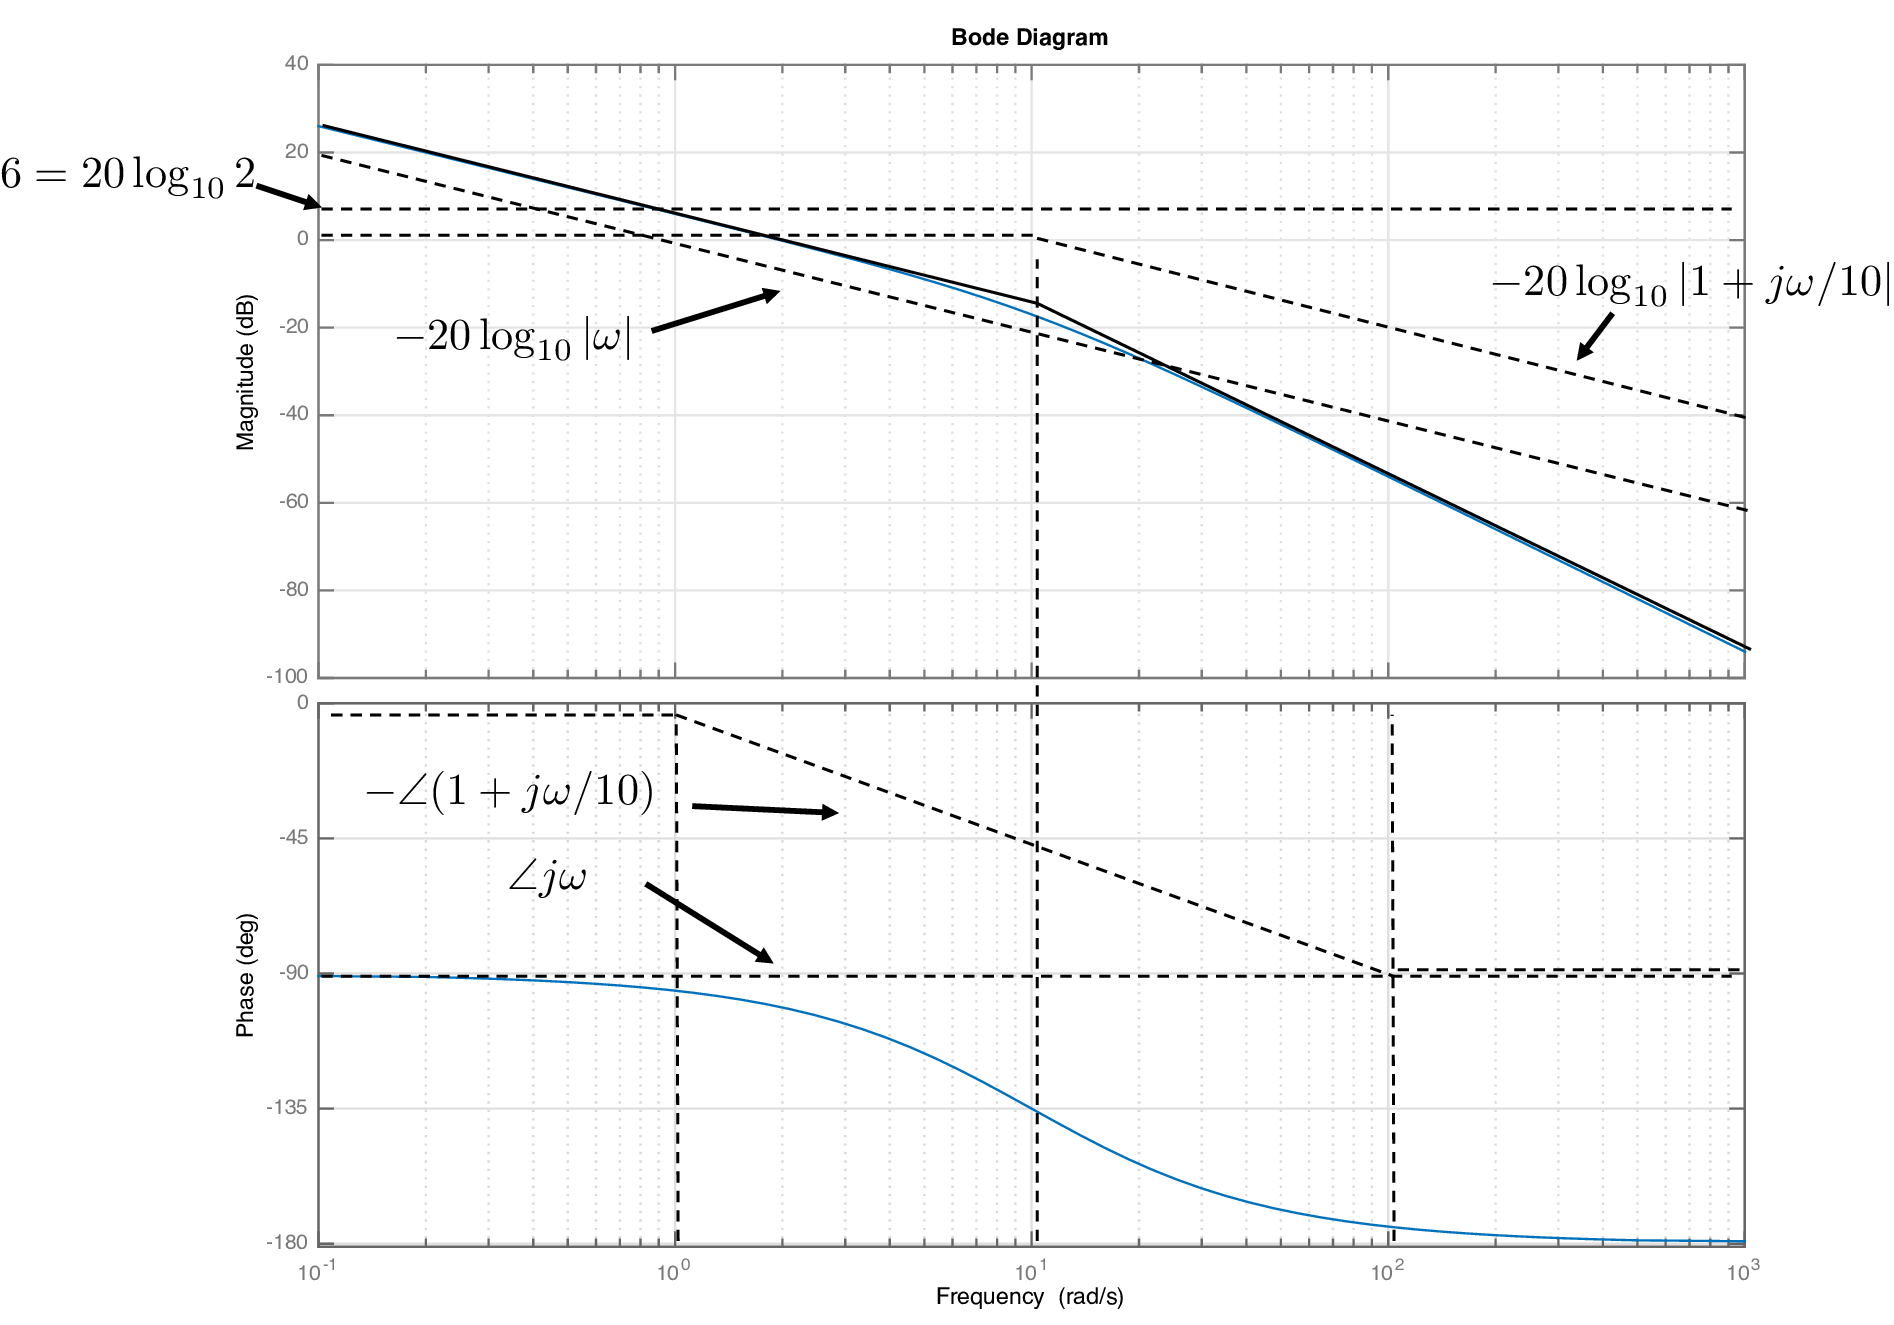 Bode Diagram
40
20
0
-20
-40
-60
-80
-100
Magnitude (dB)
6 = 20 log₁₀ 2
−20 log₁₀ |ω|
−20 log₁₀ |1 + jω/10|
0
-45
-90
-135
-180
Phase (deg)
−∠(1 + jω/10)
∠jω
10⁻¹
10⁰
10¹
10²
10³
Frequency (rad/s)